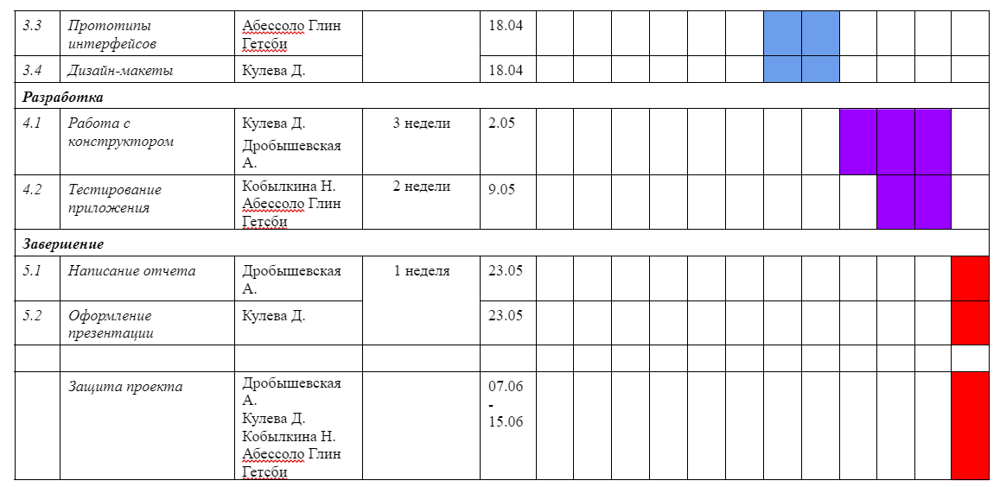 3.3 Прототипы Абессоло Глин 18.04
интерфейсов Гетсби
3.4 Дизайн-макеты Кулева Д. 18.04
Разработка
4.1 Работа с Кулева Д. 3 недели 2.05
конструктором Дробышевская
А.
4.2 Тестирование Кобылкина Н. 2 недели 9.05
приложения Абессоло Глин
Гетсби
Завершение
5.1 Написание отчета Дробышевская 1 неделя 23.05
А.
5.2 Оформление Кулева Д. 23.05
презентации
Защита проекта Дробышевская 07.06
А. -
Кулева Д. 15.06
Кобылкина Н.
Абессоло Глин
Гетсби